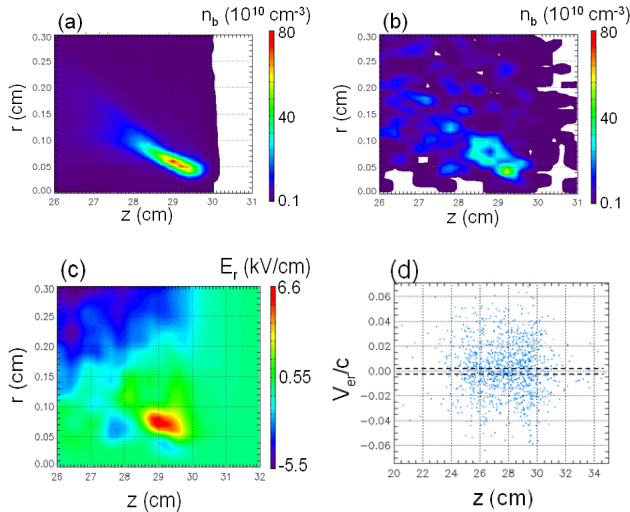 (a)
n_b (10^10 cm-3)
80
40
0.1
r (cm)
0.30
0.25
0.20
0.15
0.10
0.05
0.00
26 27 28 29 30 31
z (cm)
(b)
n_b (10^10 cm-3)
80
40
0.1
r (cm)
0.30
0.25
0.20
0.15
0.10
0.05
0.00
26 27 28 29 30 31
z (cm)
(c)
E_r (kV/cm)
6.6
0.55
-5.5
r (cm)
0.30
0.25
0.20
0.15
0.10
0.05
0.00
26 27 28 29 30 31 32
z (cm)
(d)
V_er/c
0.06
0.04
0.02
0.00
-0.02
-0.04
-0.06
20 22 24 26 28 30 32 34
z (cm)